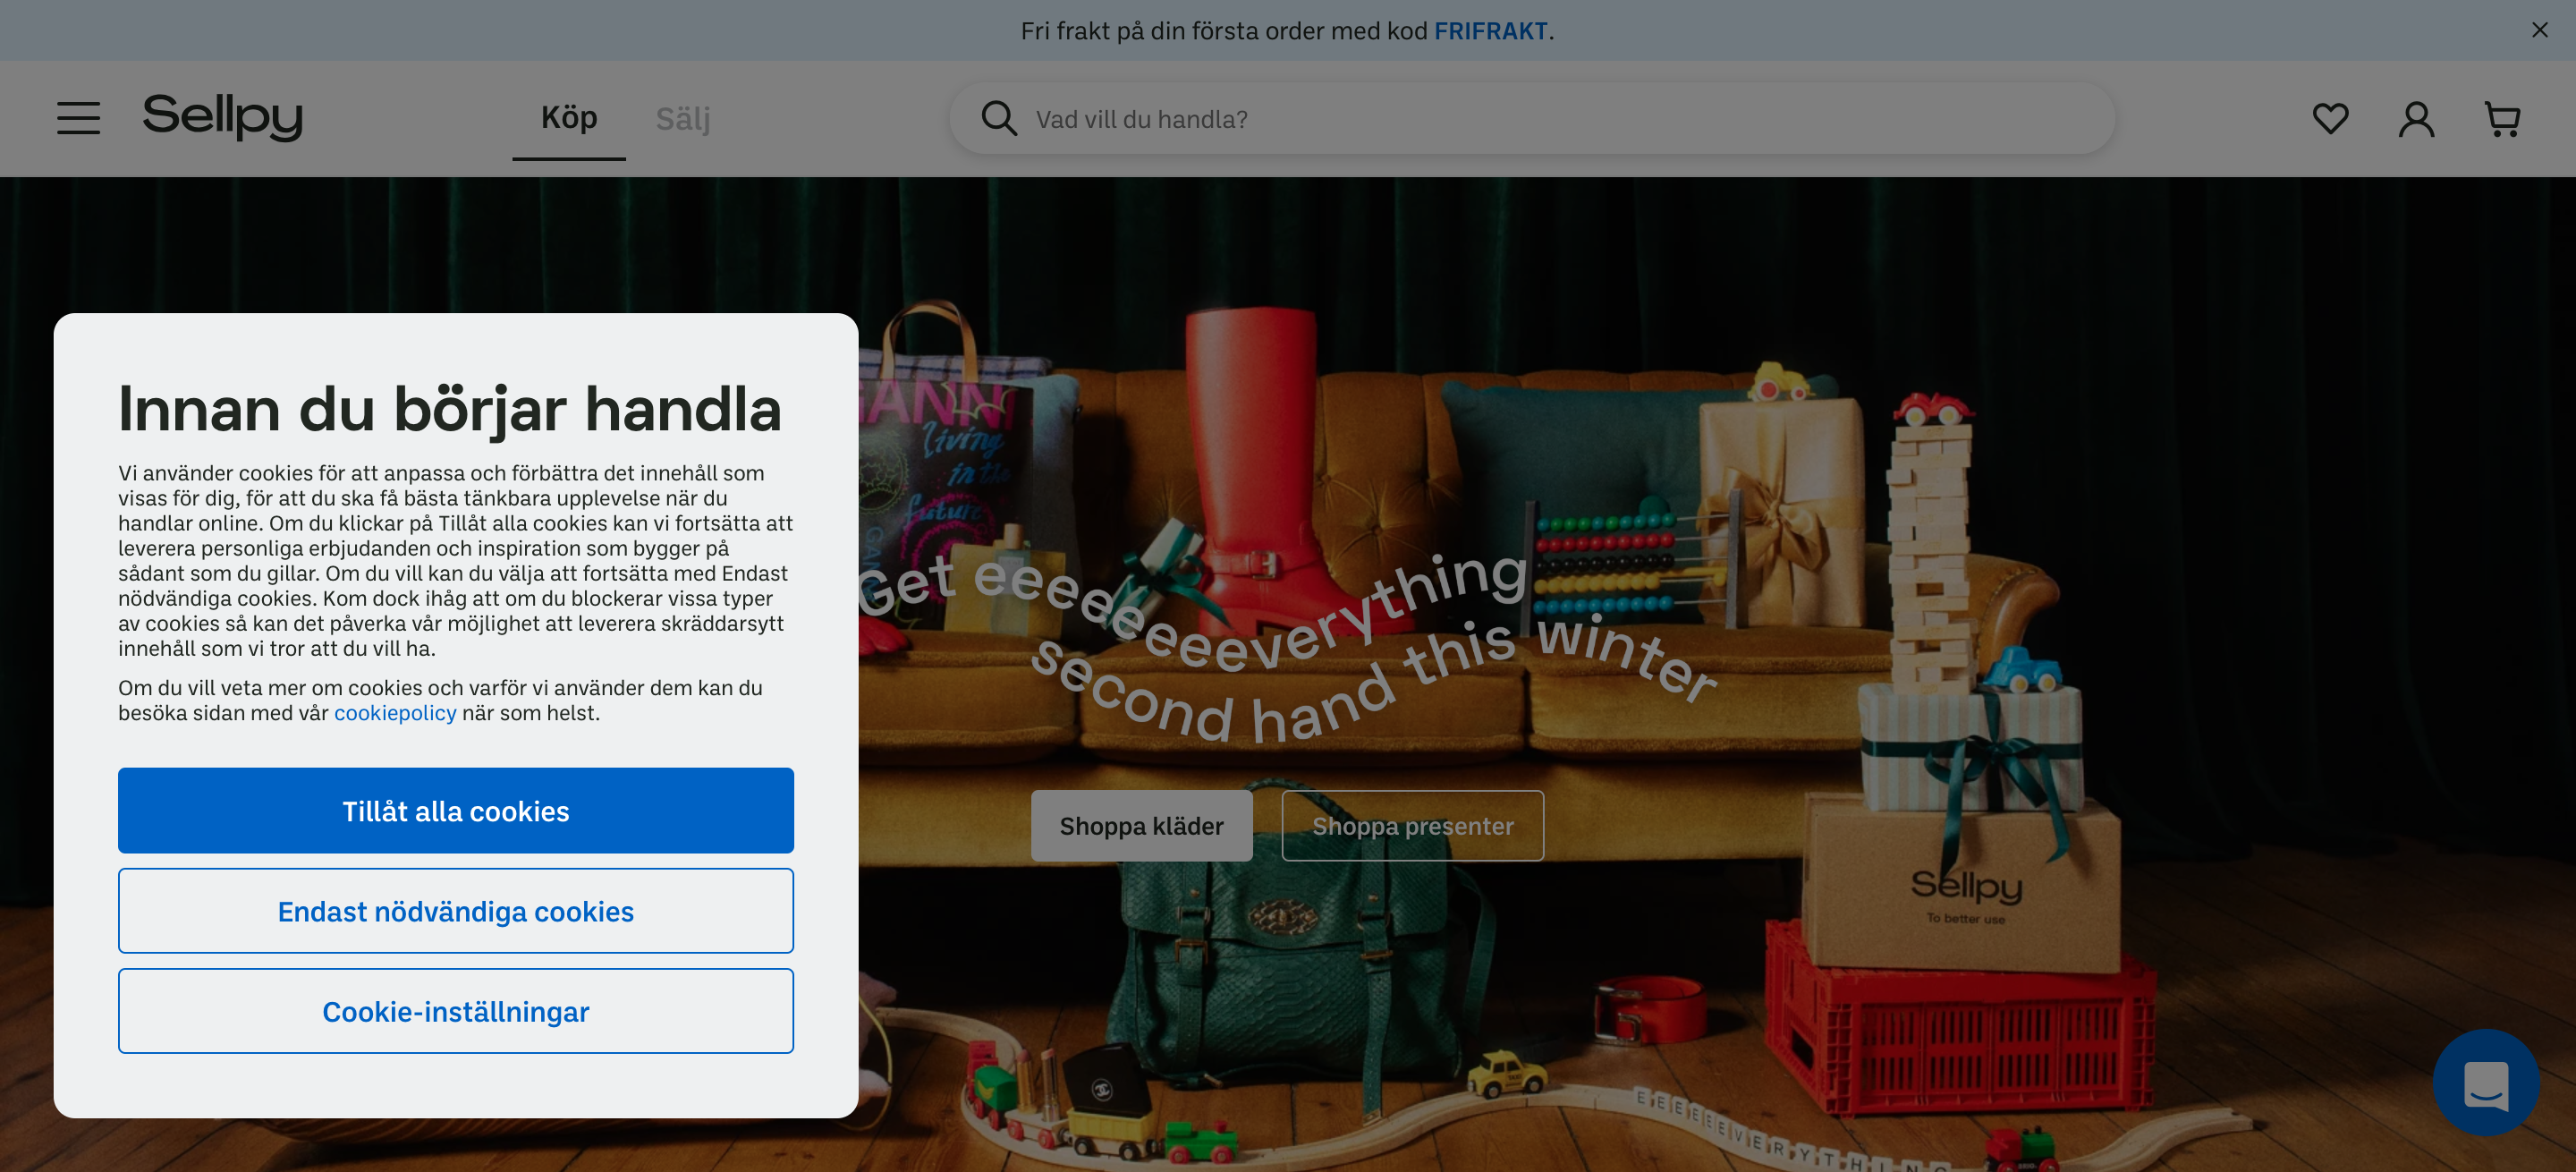 Fri frakt på din första order med kod FRIFRAKT.
Sellpy
Köp
Sälj
Vad vill du handla?
Innan du börjar handla
Vi använder cookies för att anpassa och förbättra det innehåll som
visas för dig, för att du ska få bästa tänkbara upplevelse när du
handlar online. Om du klickar på Tillåt alla cookies kan vi fortsätta att
leverera personliga erbjudanden och inspiration som bygger på
sådant som du gillar. Om du vill kan du välja att fortsätta med Endast
nödvändiga cookies. Kom dock ihåg att om du blockerar vissa typer
av cookies så kan det påverka vår möjlighet att leverera skräddarsytt
innehåll som vi tror att du vill ha.
Om du vill veta mer om cookies och varför vi använder dem kan du
besöka sidan med vår cookiepolicy när som helst.
Tillåt alla cookies
Endast nödvändiga cookies
Cookie-inställningar
GANNI
living
in the
future
Get eeeeeeeeverything
second hand this winter
Shoppa kläder
Shoppa presenter
Sellpy
To better use
TAXI
EEEEEEVERYTHING